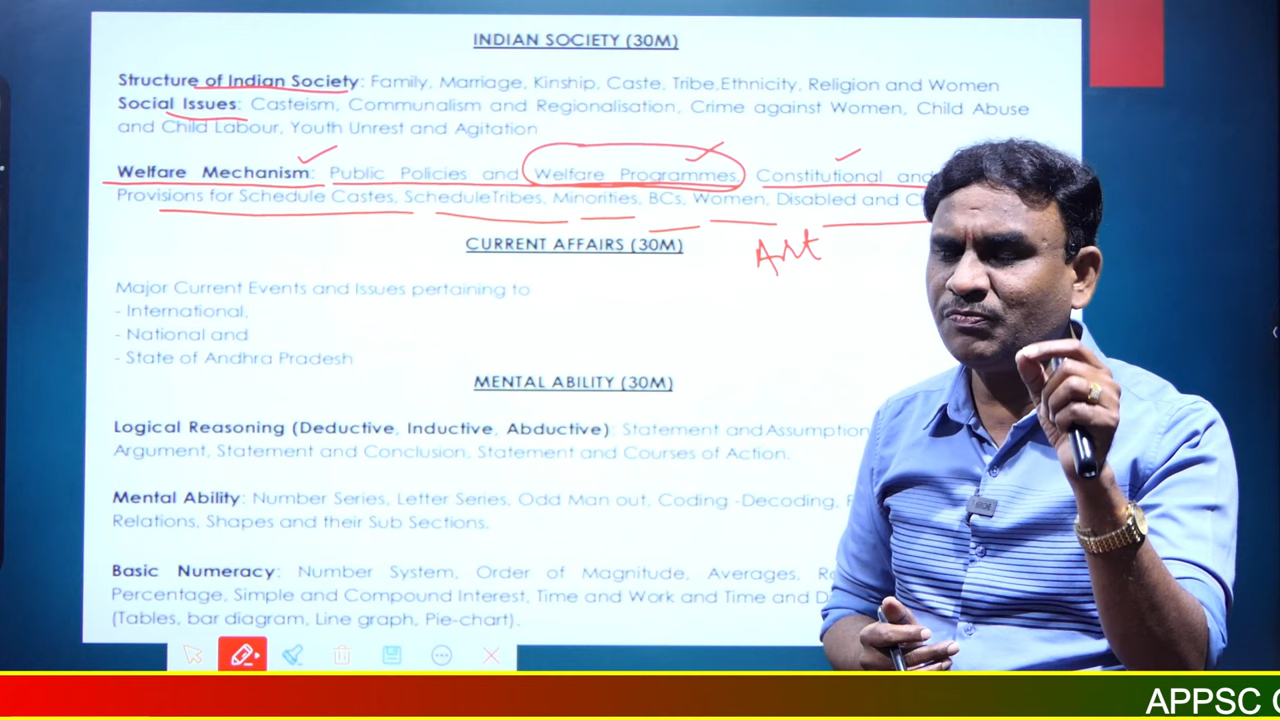 INDIAN SOCIETY (30M)
Structure of Indian Society: Family, Marriage, Kinship, Caste, Tribe,Ethnicity, Religion and Women
Social Issues: Casteism, Communalism and Regionalisation, Crime against Women, Child Abuse
and Child Labour, Youth Unrest and Agitation
Welfare Mechanism: Public Policies and Welfare Programmes, Constitutional and
Provisions for Schedule Castes, ScheduleTribes, Minorities, BCs, Women, Disabled and
Art
CURRENT AFFAIRS (30M)
Major Current Events and Issues pertaining to
- International,
- National and
- State of Andhra Pradesh
MENTAL ABILITY (30M)
Logical Reasoning (Deductive, Inductive, Abductive): Statement and Assumption
Argument, Statement and Conclusion, Statement and Courses of Action.
Mental Ability: Number Series, Letter Series, Odd Man out, Coding -Decoding,
Relations, Shapes and their Sub Sections.
Basic Numeracy: Number System, Order of Magnitude, Averages,
Percentage, Simple and Compound Interest, Time and Work and Time and
(Tables, bar diagram, Line graph, Pie-chart).
APPSC